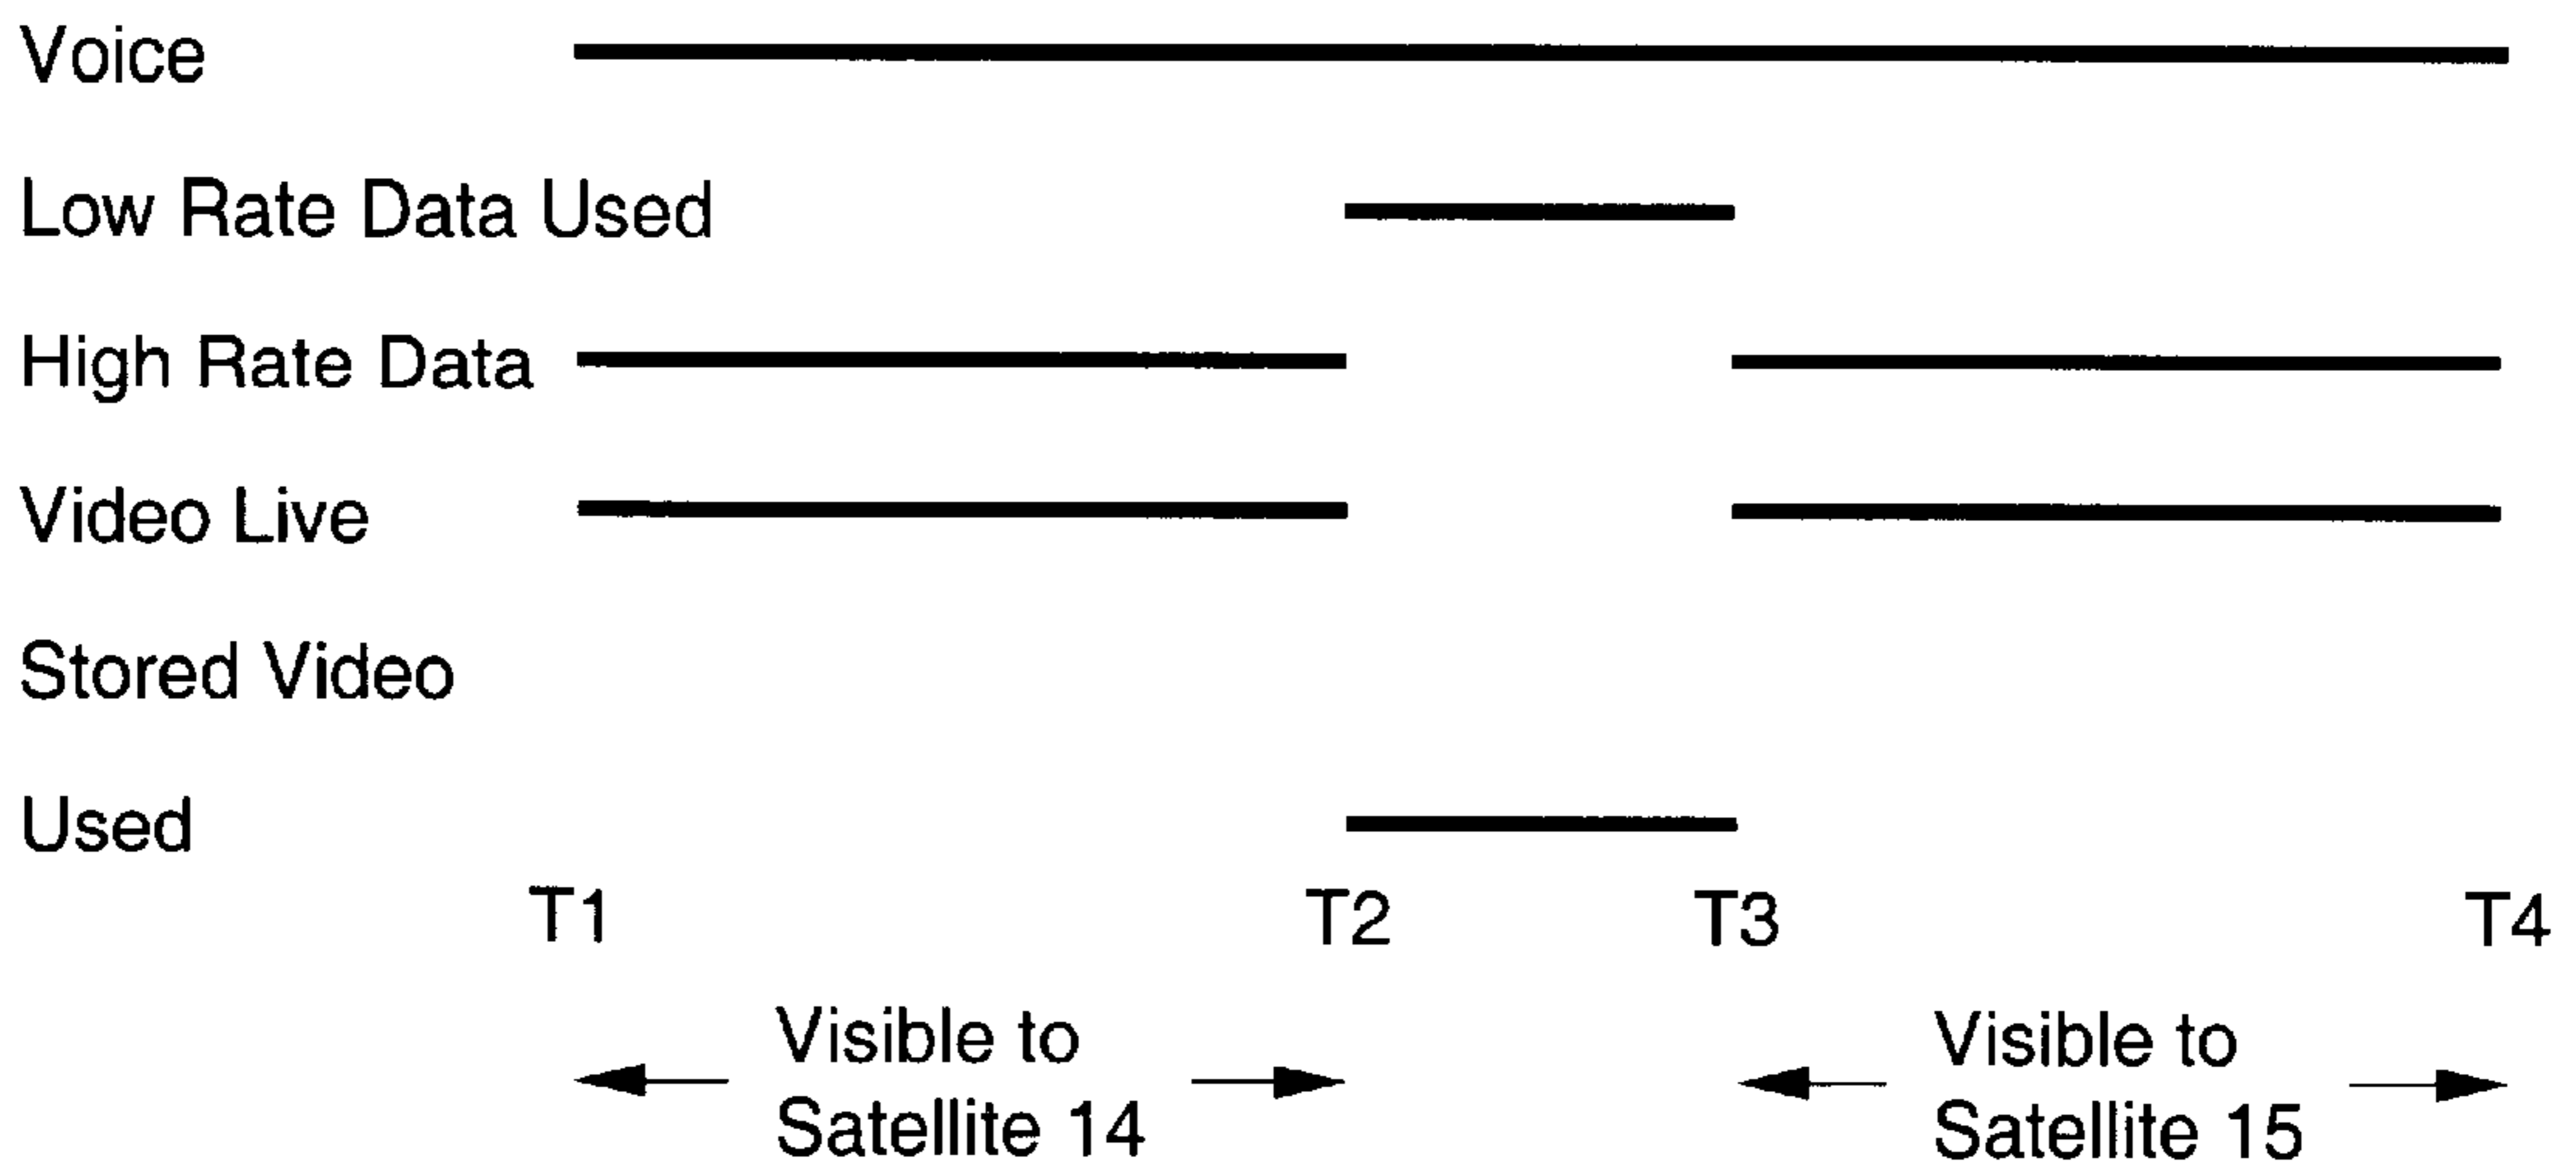 Voice
Low Rate Data Used
High Rate Data
Video Live
Stored Video
Used
T1 T2 T3 T4
Visible to
Satellite 14
Visible to
Satellite 15